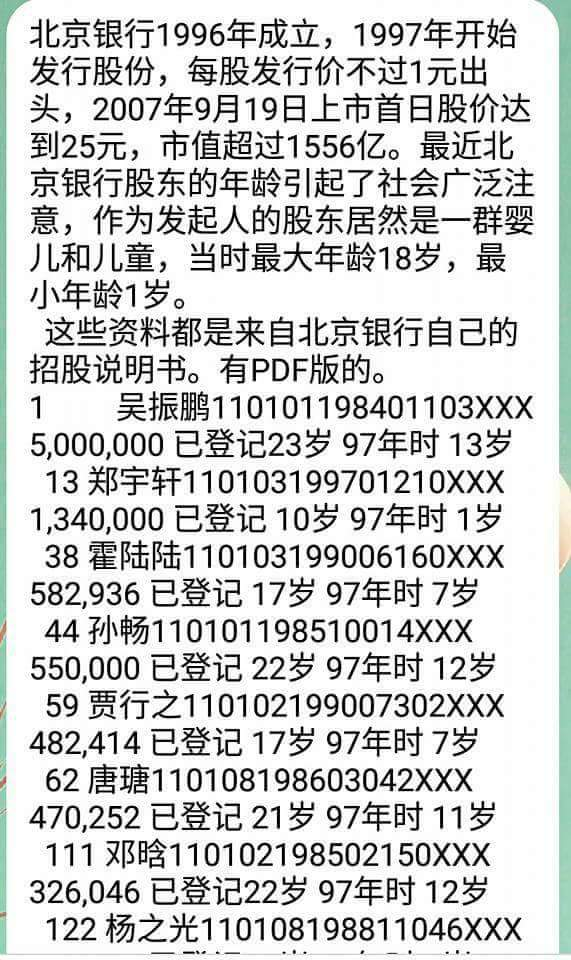 北京银行1996年成立，1997年开始
发行股份，每股发行价不过1元出
头，2007年9月19日上市首日股价达
到25元，市值超过1556亿。最近北
京银行股东的年龄引起了社会广泛注
意，作为发起人的股东居然是一群婴
儿和儿童，当时最大年龄18岁，最
小年龄1岁。
这些资料都是来自北京银行自己的
招股说明书。有PDF版的。
1 吴振鹏110101198401103XXX
5,000,000 已登记23岁 97年时 13岁
13 郑宇轩110103199701210XXX
1,340,000 已登记 10岁 97年时 1岁
38 霍陆陆110103199006160XXX
582,936 已登记 17岁 97年时 7岁
44 孙畅110101198510014XXX
550,000 已登记 22岁 97年时 12岁
59 贾行之110102199007302XXX
482,414 已登记 17岁 97年时 7岁
62 唐瑭110108198603042XXX
470,252 已登记 21岁 97年时 11岁
111 邓晗110102198502150XXX
326,046 已登记22岁 97年时 12岁
122 杨之光110108198811046XXX